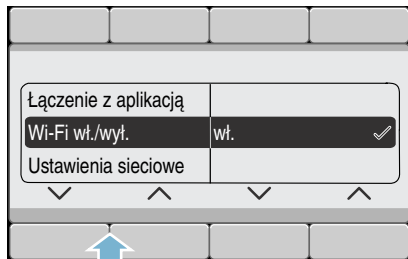 Łączenie z aplikacją
Wi-Fi wł./wył. wł.
Ustawienia sieciowe